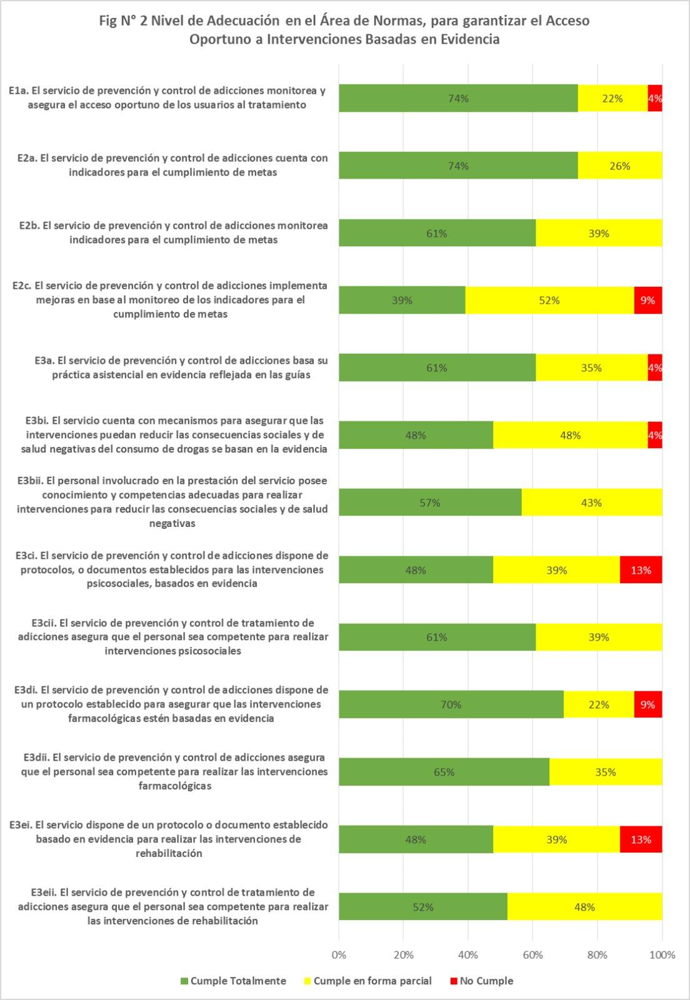 Fig N° 2 Nivel de Adecuación en el Área de Normas, para garantizar el Acceso
Oportuno a Intervenciones Basadas en Evidencia
E1a. El servicio de prevención y control de adicciones monitorea y
asegura el acceso oportuno de los usuarios al tratamiento
74% 22% 4%
E2a. El servicio de prevención y control de adicciones cuenta con
indicadores para el cumplimiento de metas
74% 26%
E2b. El servicio de prevención y control de adicciones monitorea
indicadores para el cumplimiento de metas
61% 39%
E2c. El servicio de prevención y control de adicciones implementa
mejoras en base al monitoreo de los indicadores para el
cumplimiento de metas
39% 52% 9%
E3a. El servicio de prevención y control de adicciones basa su
práctica asistencial en evidencia reflejada en las guías
61% 35% 4%
E3bi. El servicio cuenta con mecanismos para asegurar que las
intervenciones puedan reducir las consecuencias sociales y de
salud negativas del consumo de drogas se basan en la evidencia
48% 48% 4%
E3bii. El personal involucrado en la prestación del servicio posee
conocimiento y competencias adecuadas para realizar
intervenciones para reducir las consecuencias sociales y de salud
negativas
57% 43%
E3ci. El servicio de prevención y control de adicciones dispone de
protocolos, o documentos establecidos para las intervenciones
psicosociales, basados en evidencia
48% 39% 13%
E3cii. El servicio de prevención y control de tratamiento de
adicciones asegura que el personal sea competente para realizar
intervenciones psicosociales
61% 39%
E3di. El servicio de prevención y control de adicciones dispone de
un protocolo establecido para asegurar que las intervenciones
farmacológicas estén basadas en evidencia
70% 22% 9%
E3dii. El servicio de prevención y control de adicciones asegura
que el personal sea competente para realizar las intervenciones
farmacológicas
65% 35%
E3ei. El servicio dispone de un protocolo o documento establecido
basado en evidencia para realizar las intervenciones de
rehabilitación
48% 39% 13%
E3eii. El servicio de prevención y control de tratamiento de
adicciones asegura que el personal sea competente para realizar
las intervenciones de rehabilitación
52% 48%
0% 20% 40% 60% 80% 100%
Cumple Totalmente Cumple en forma parcial No Cumple